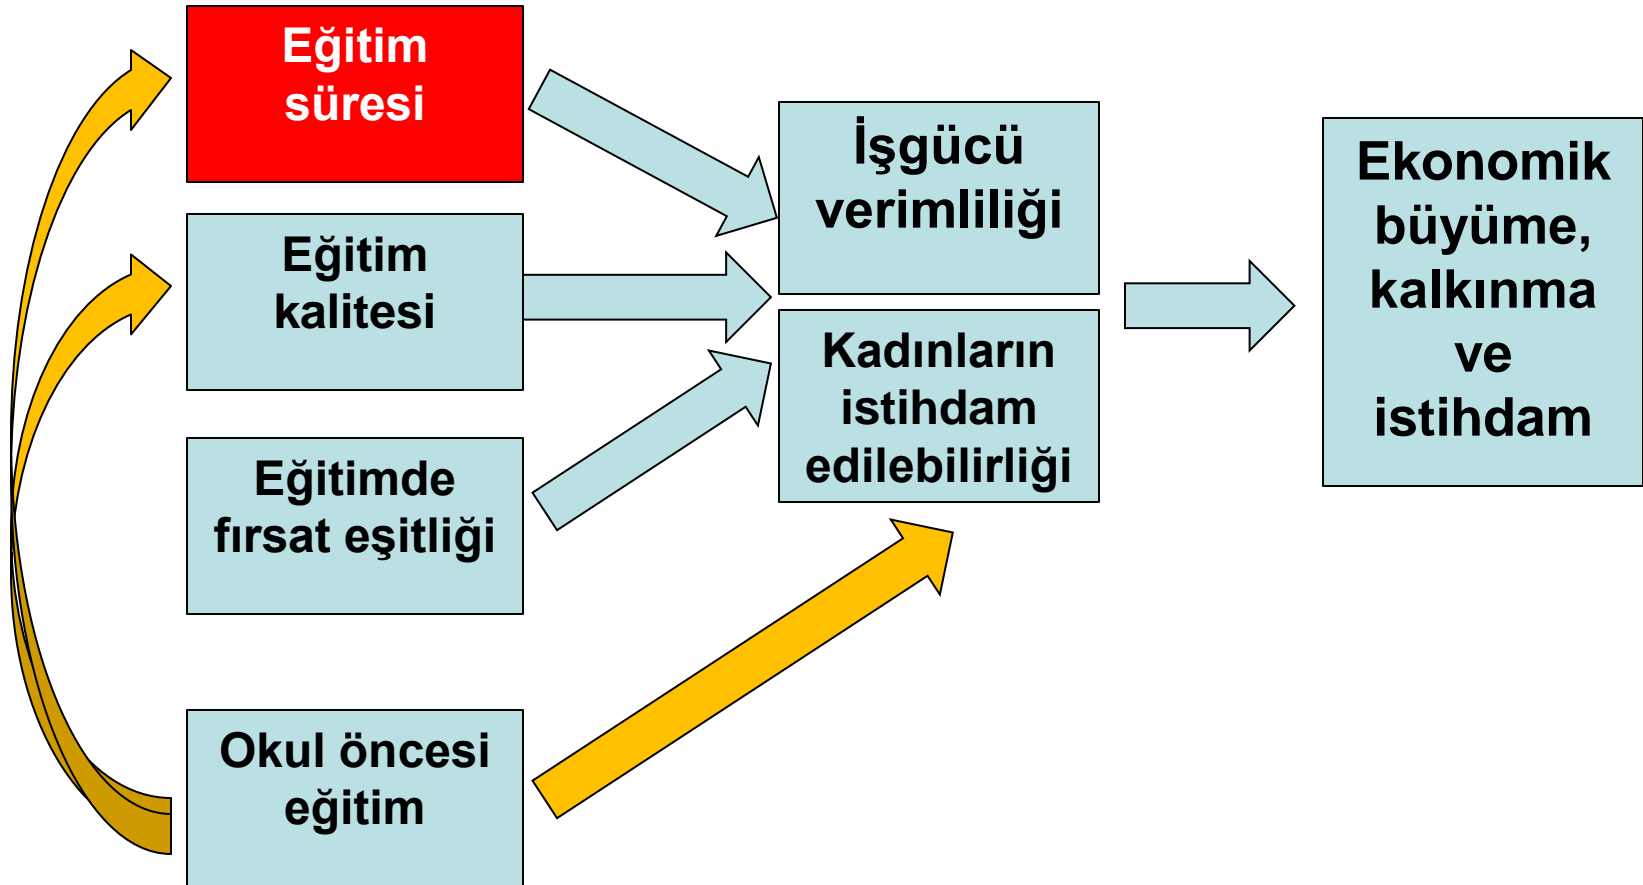 Eğitim
süresi
Eğitim
kalitesi
Eğitimde
fırsat eşitliği
Okul öncesi
eğitim
İşgücü
verimliliği
Kadınların
istihdam
edilebilirliği
Ekonomik
büyüme,
kalkınma
ve
istihdam